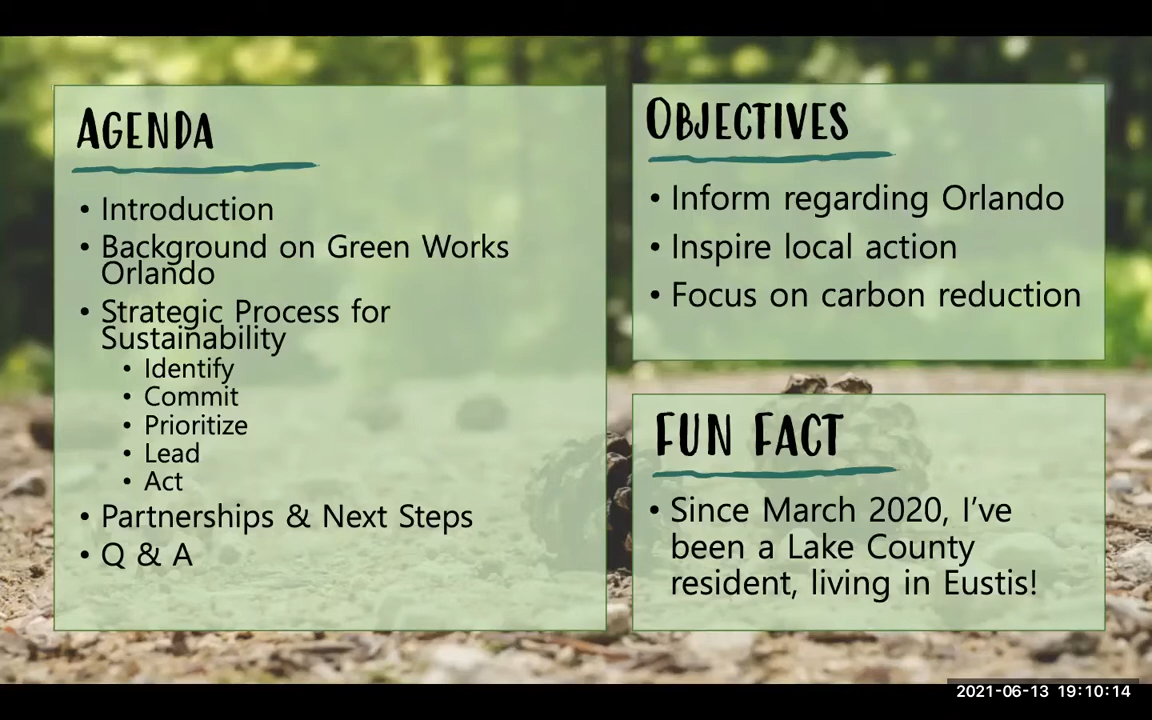 AGENDA
• Introduction
• Background on Green Works
Orlando
• Strategic Process for
Sustainability
• Identify
• Commit
• Prioritize
• Lead
• Act
• Partnerships & Next Steps
• Q & A
OBJECTIVES
• Inform regarding Orlando
• Inspire local action
• Focus on carbon reduction
FUN FACT
• Since March 2020, I've
been a Lake County
resident, living in Eustis!
2021-06-13 19:10:14